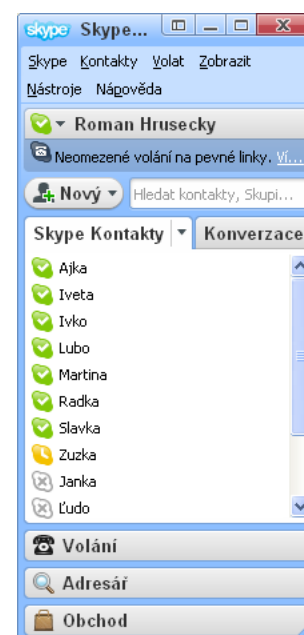 skype Skype...
Skype Kontakty Volat Zobrazit
Nástroje Nápověda
Roman Hrusecky
Neomezené volání na pevné linky. Ví...
Nový Hledat kontakty, Skupi...
Skype Kontakty Konverzace
Ajka
Iveta
Ivko
Lubo
Martina
Radka
Slavka
Zuzka
Janka
Ľudo
Volání
Adresář
Obchod